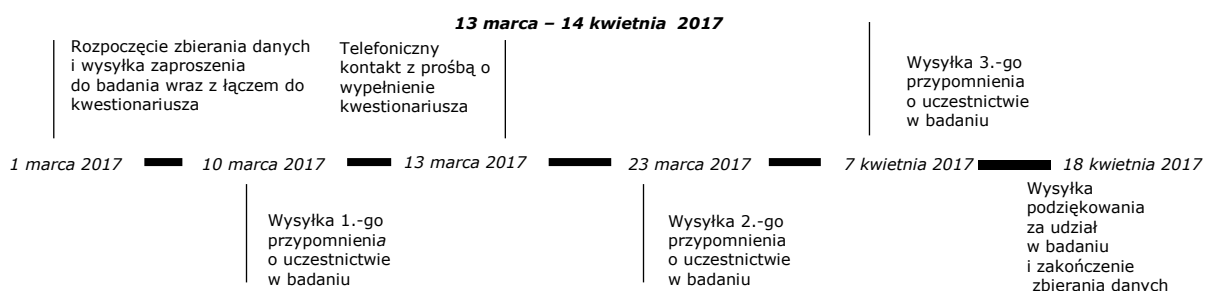 13 marca – 14 kwietnia 2017
Rozpoczęcie zbierania danych
i wysyłka zaproszenia
do badania wraz z łączem do
kwestionariusza
Telefoniczny
kontakt z prośbą o
wypełnienie
kwestionariusza
Wysyłka 3.-go
przypomnienia
o uczestnictwie
w badaniu
1 marca 2017
10 marca 2017
13 marca 2017
23 marca 2017
7 kwietnia 2017
18 kwietnia 2017
Wysyłka 1.-go
przypomnienia
o uczestnictwie
w badaniu
Wysyłka 2.-go
przypomnienia
o uczestnictwie
w badaniu
Wysyłka
podziękowania
za udział
w badaniu
i zakończenie
zbierania danych